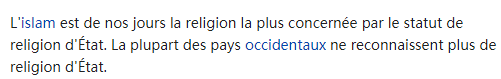 L'islam est de nos jours la religion la plus concernée par le statut de
religion d'État. La plupart des pays occidentaux ne reconnaissent plus de
religion d'État.